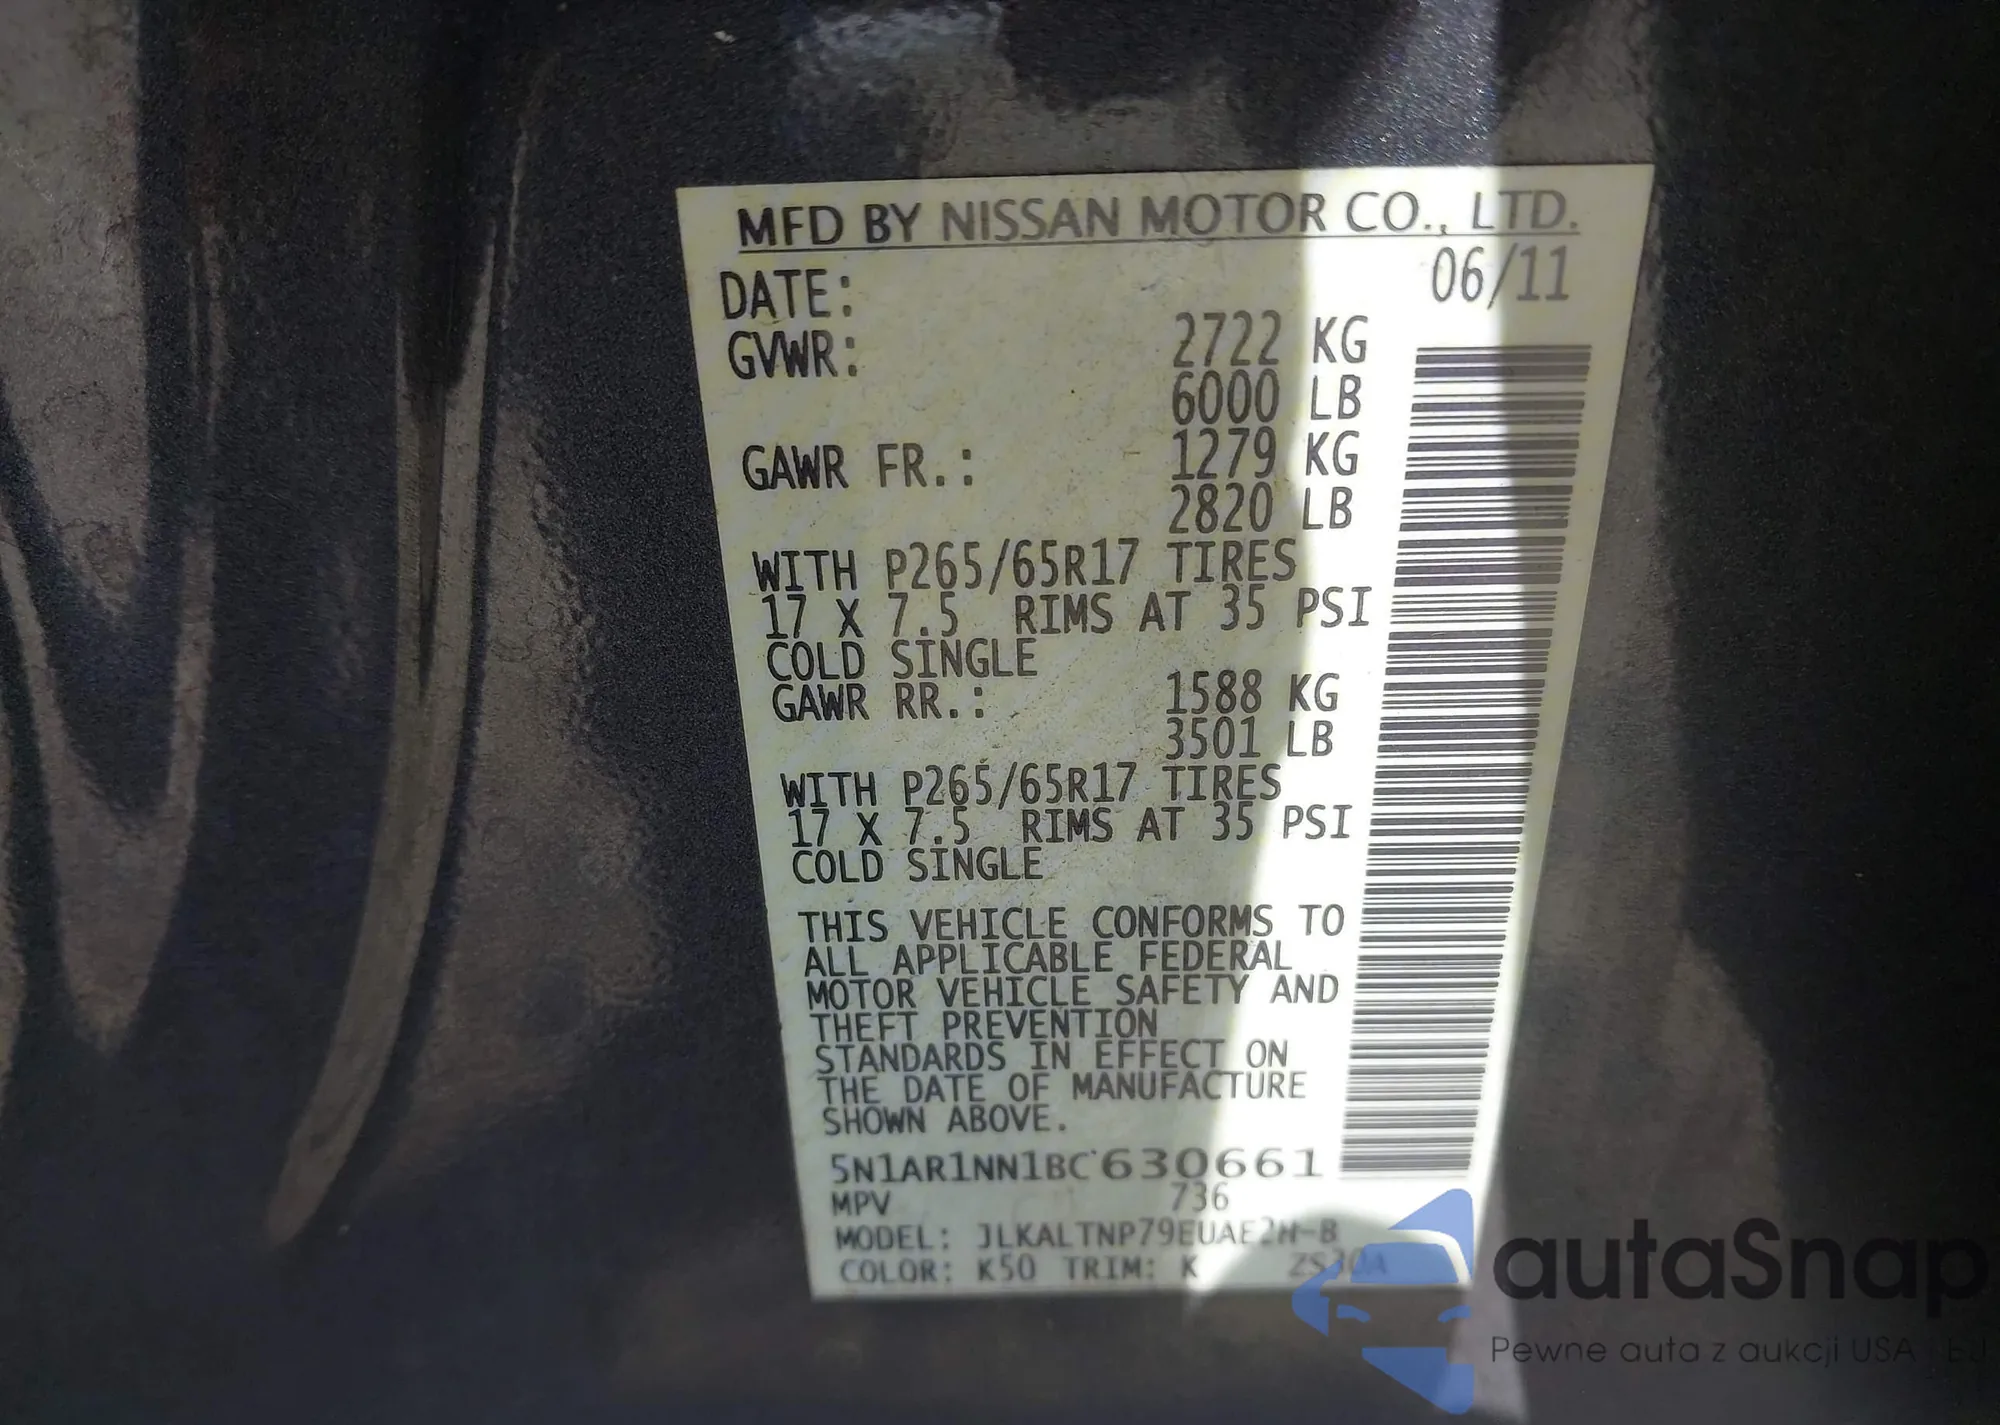 MFD BY NISSAN MOTOR CO., LTD.
DATE: 06/11
GVWR: 2722 KG
6000 LB
GAWR FR.: 1279 KG
2820 LB
WITH P265/65R17 TIRES
17 X 7.5 RIMS AT 35 PSI
COLD SINGLE
GAWR RR.: 1588 KG
3501 LB
WITH P265/65R17 TIRES
17 X 7.5 RIMS AT 35 PSI
COLD SINGLE
THIS VEHICLE CONFORMS TO
ALL APPLICABLE FEDERAL
MOTOR VEHICLE SAFETY AND
THEFT PREVENTION
STANDARDS IN EFFECT ON
THE DATE OF MANUFACTURE
SHOWN ABOVE.
5N1AR1NN1BC630661
MPV 736
MODEL:
COLOR: K50 TRIM: K
autaSnap
Pewne auta z aukcji USA i EU